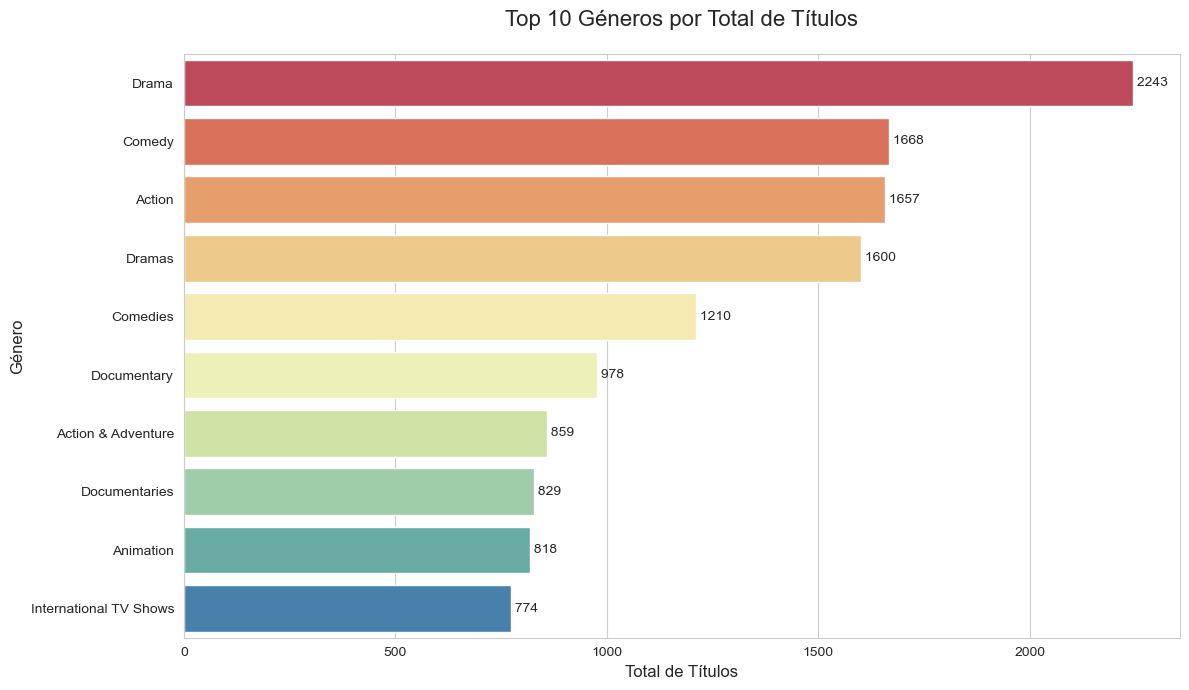 Top 10 Géneros por Total de Títulos
Drama 2243
Comedy 1668
Action 1657
Dramas 1600
Comedies 1210
Documentary 978
Action & Adventure 859
Documentaries 829
Animation 818
International TV Shows 774
Género
0 500 1000 1500 2000
Total de Títulos